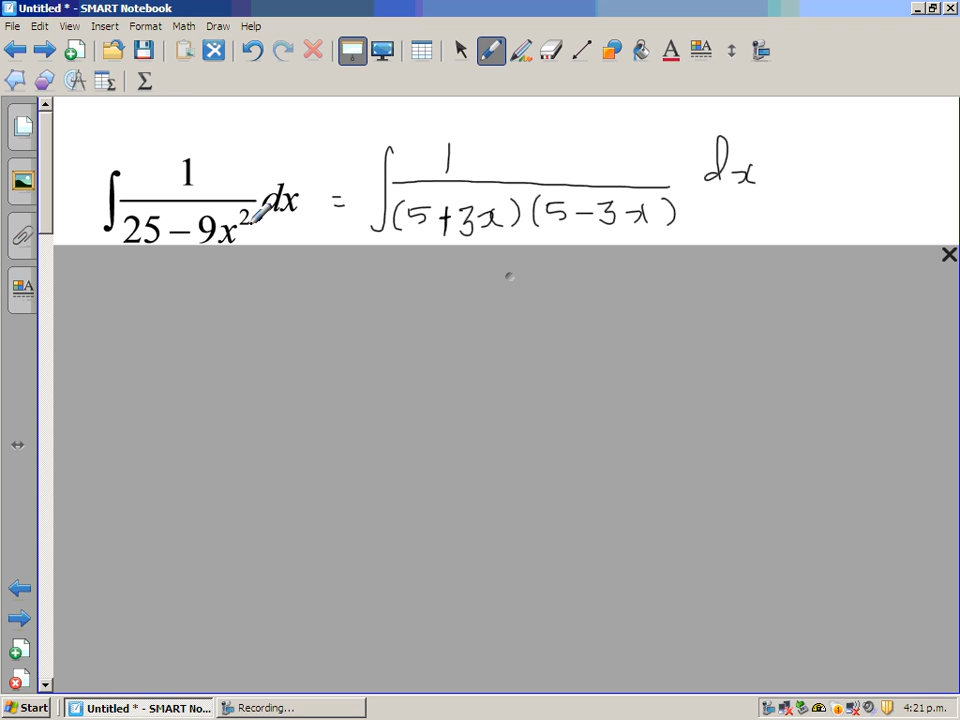 Untitled * - SMART Notebook
File Edit View Insert Format Math Draw Help
∫ 1/(25 − 9x²) dx = ∫ 1/((5+3x)(5−3x)) dx
Start Untitled * - SMART No... Recording... 4:21 p.m.